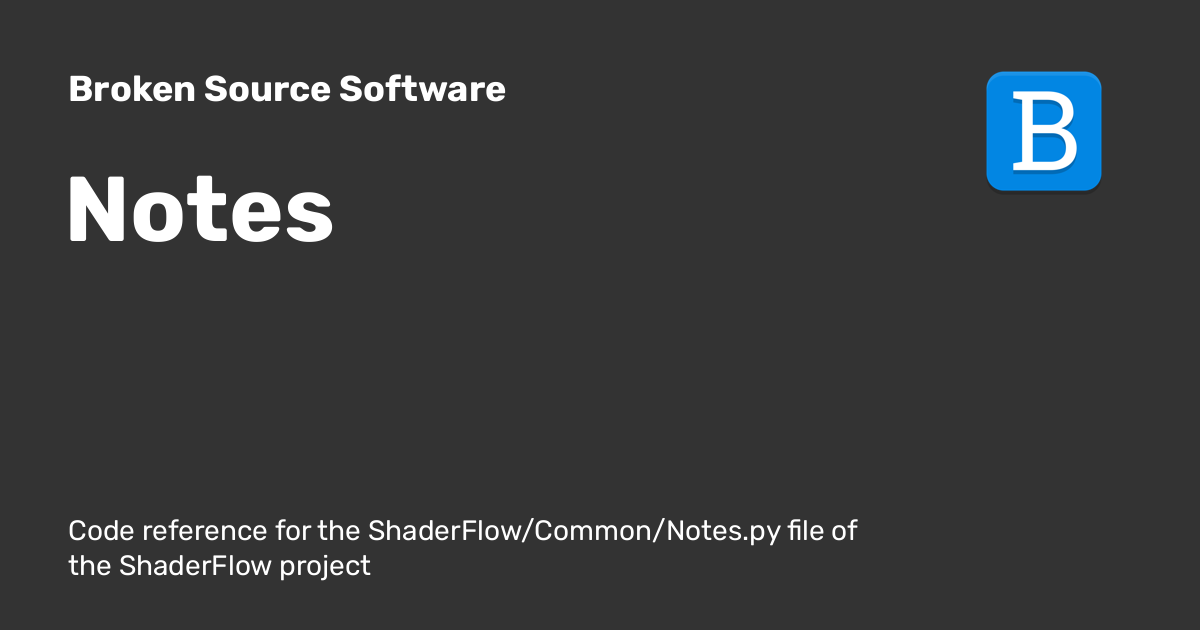 Broken Source Software
B
Notes
Code reference for the ShaderFlow/Common/Notes.py file of
the ShaderFlow project